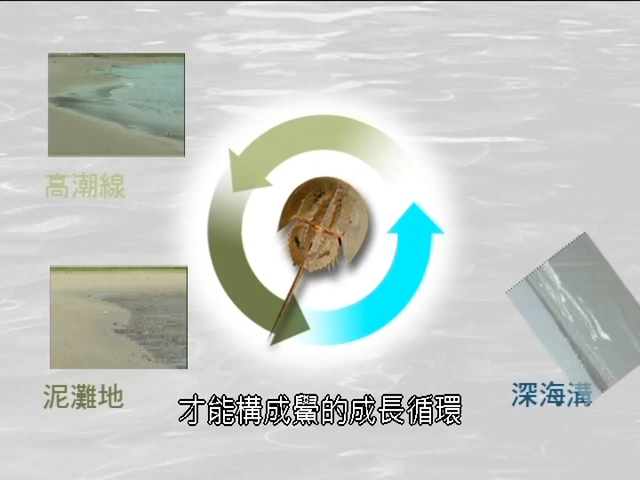 高潮線
泥灘地
深海溝
才能構成鱟的成長循環